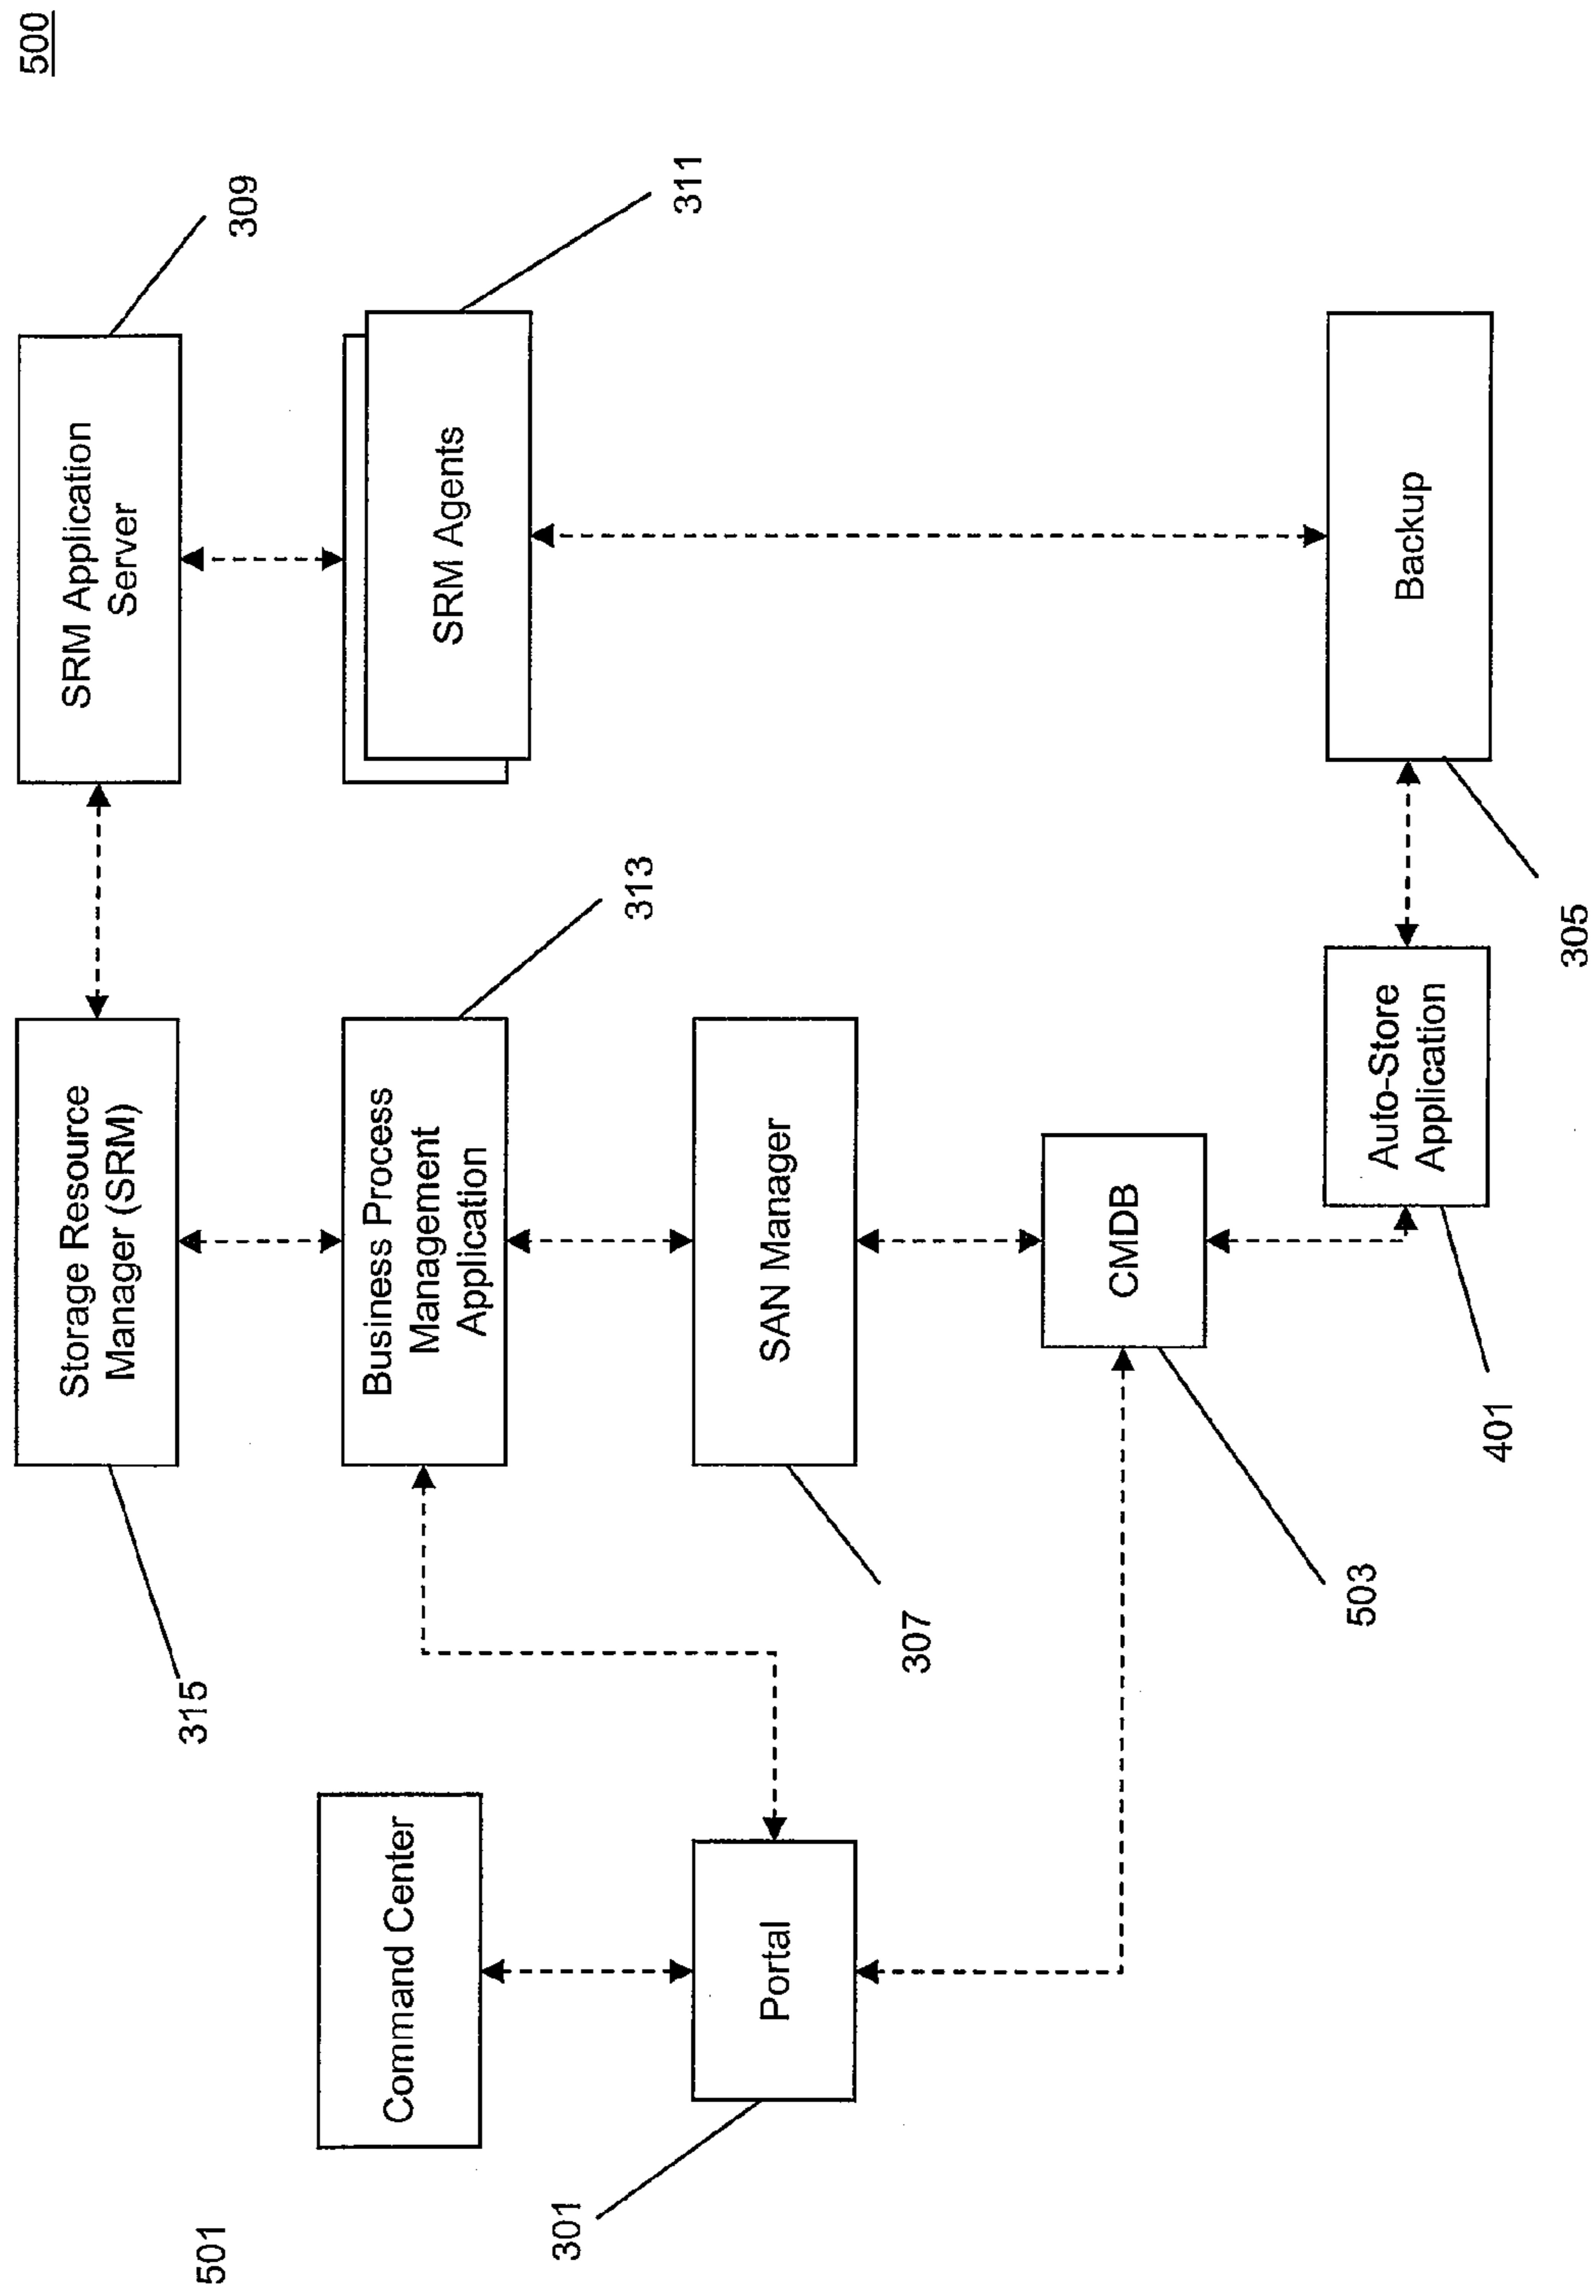 500
Storage Resource
Manager (SRM)
SRM Application
Server
309
315
Command Center
501
Business Process
Management
Application
313
SRM Agents
311
Portal
301
SAN Manager
307
CMDB
503
Auto-Store
Application
401
Backup
305